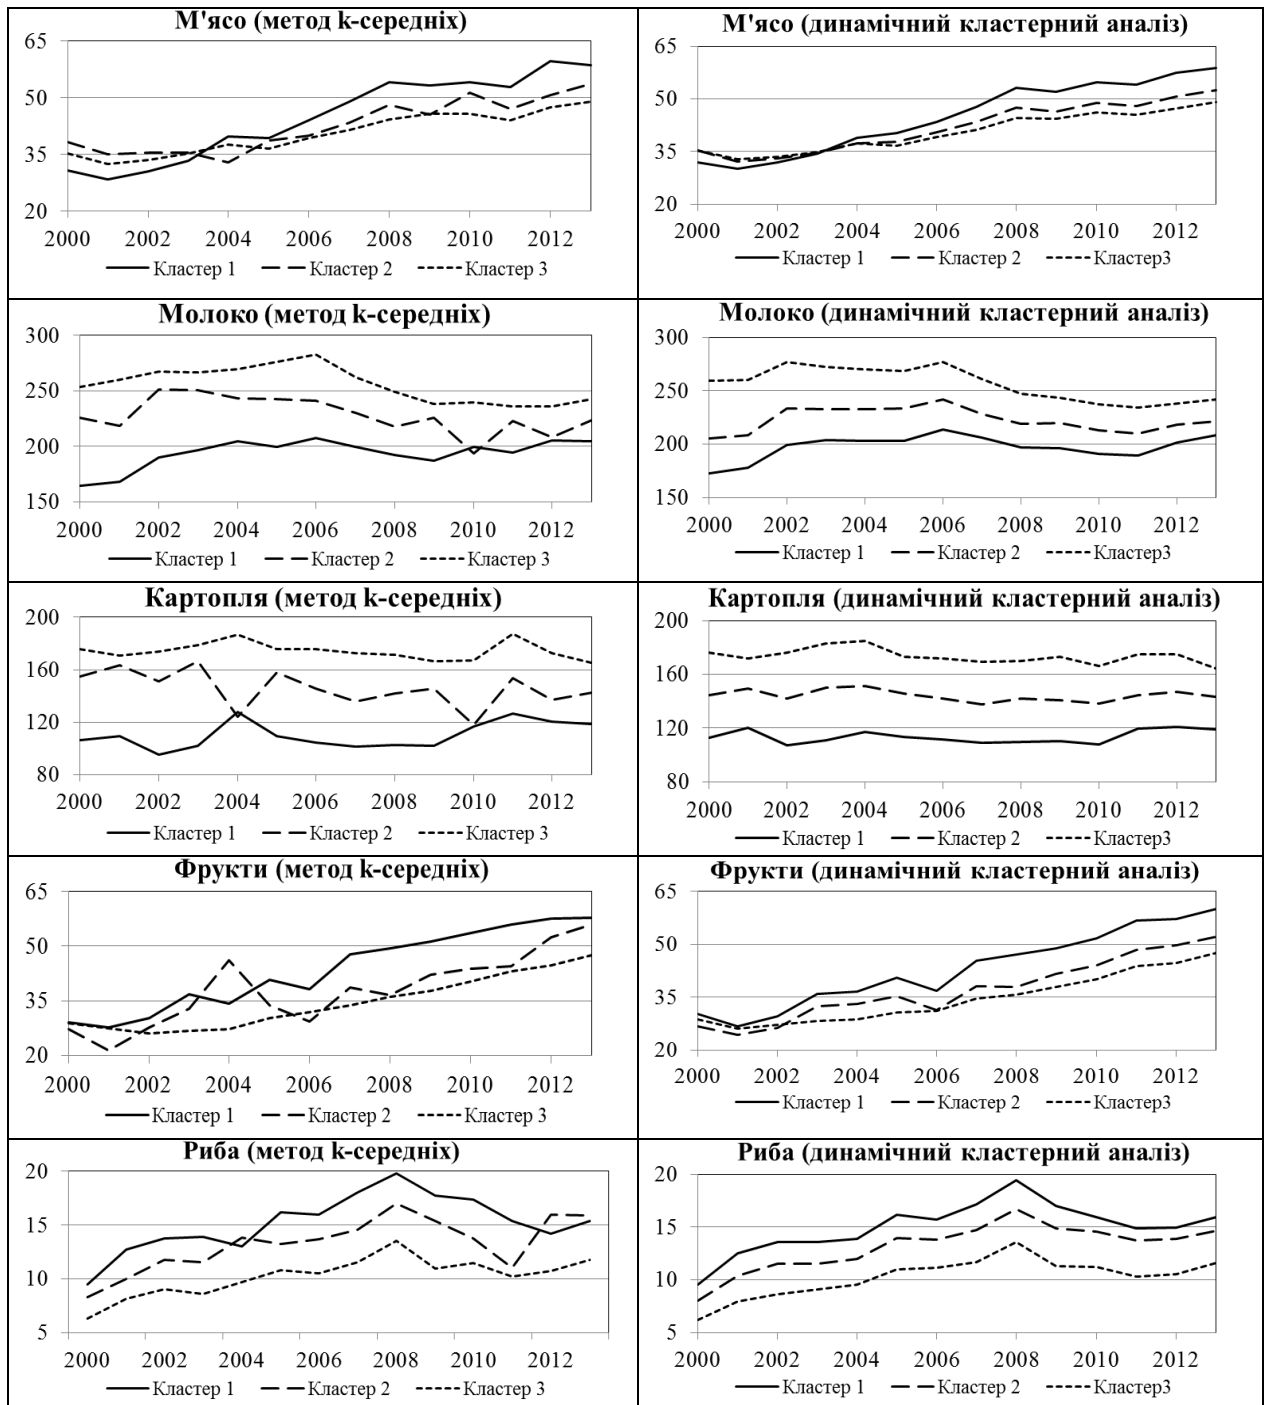 М'ясо (метод k-середніх)
65
50
35
20
2000 2002 2004 2006 2008 2010 2012
Кластер 1 Кластер 2 Кластер 3
М'ясо (динамічний кластерний аналіз)
65
50
35
20
2000 2002 2004 2006 2008 2010 2012
Кластер 1 Кластер 2 Кластер3
Молоко (метод k-середніх)
300
250
200
150
2000 2002 2004 2006 2008 2010 2012
Кластер 1 Кластер 2 Кластер 3
Молоко (динамічний кластерний аналіз)
300
250
200
150
2000 2002 2004 2006 2008 2010 2012
Кластер 1 Кластер 2 Кластер3
Картопля (метод k-середніх)
200
160
120
80
2000 2002 2004 2006 2008 2010 2012
Кластер 1 Кластер 2 Кластер 3
Картопля (динамічний кластерний аналіз)
200
160
120
80
2000 2002 2004 2006 2008 2010 2012
Кластер 1 Кластер 2 Кластер3
Фрукти (метод k-середніх)
65
50
35
20
2000 2002 2004 2006 2008 2010 2012
Кластер 1 Кластер 2 Кластер 3
Фрукти (динамічний кластерний аналіз)
65
50
35
20
2000 2002 2004 2006 2008 2010 2012
Кластер 1 Кластер 2 Кластер3
Риба (метод k-середніх)
20
15
10
5
2000 2002 2004 2006 2008 2010 2012
Кластер 1 Кластер 2 Кластер 3
Риба (динамічний кластерний аналіз)
20
15
10
5
2000 2002 2004 2006 2008 2010 2012
Кластер 1 Кластер 2 Кластер3